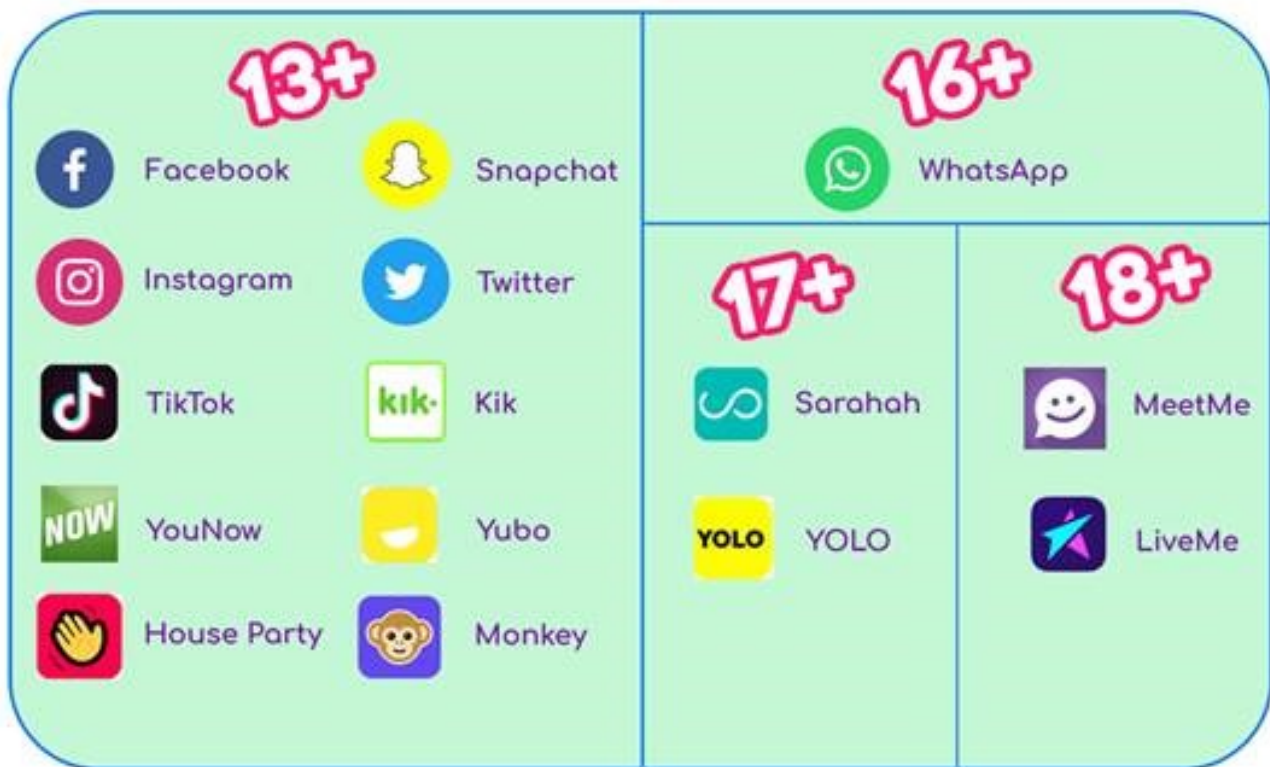 13+
Facebook
Snapchat
Instagram
Twitter
TikTok
kik·
Kik
NOW
YouNow
Yubo
House Party
Monkey
16+
WhatsApp
17+
Sarahah
YOLO
YOLO
18+
MeetMe
LiveMe